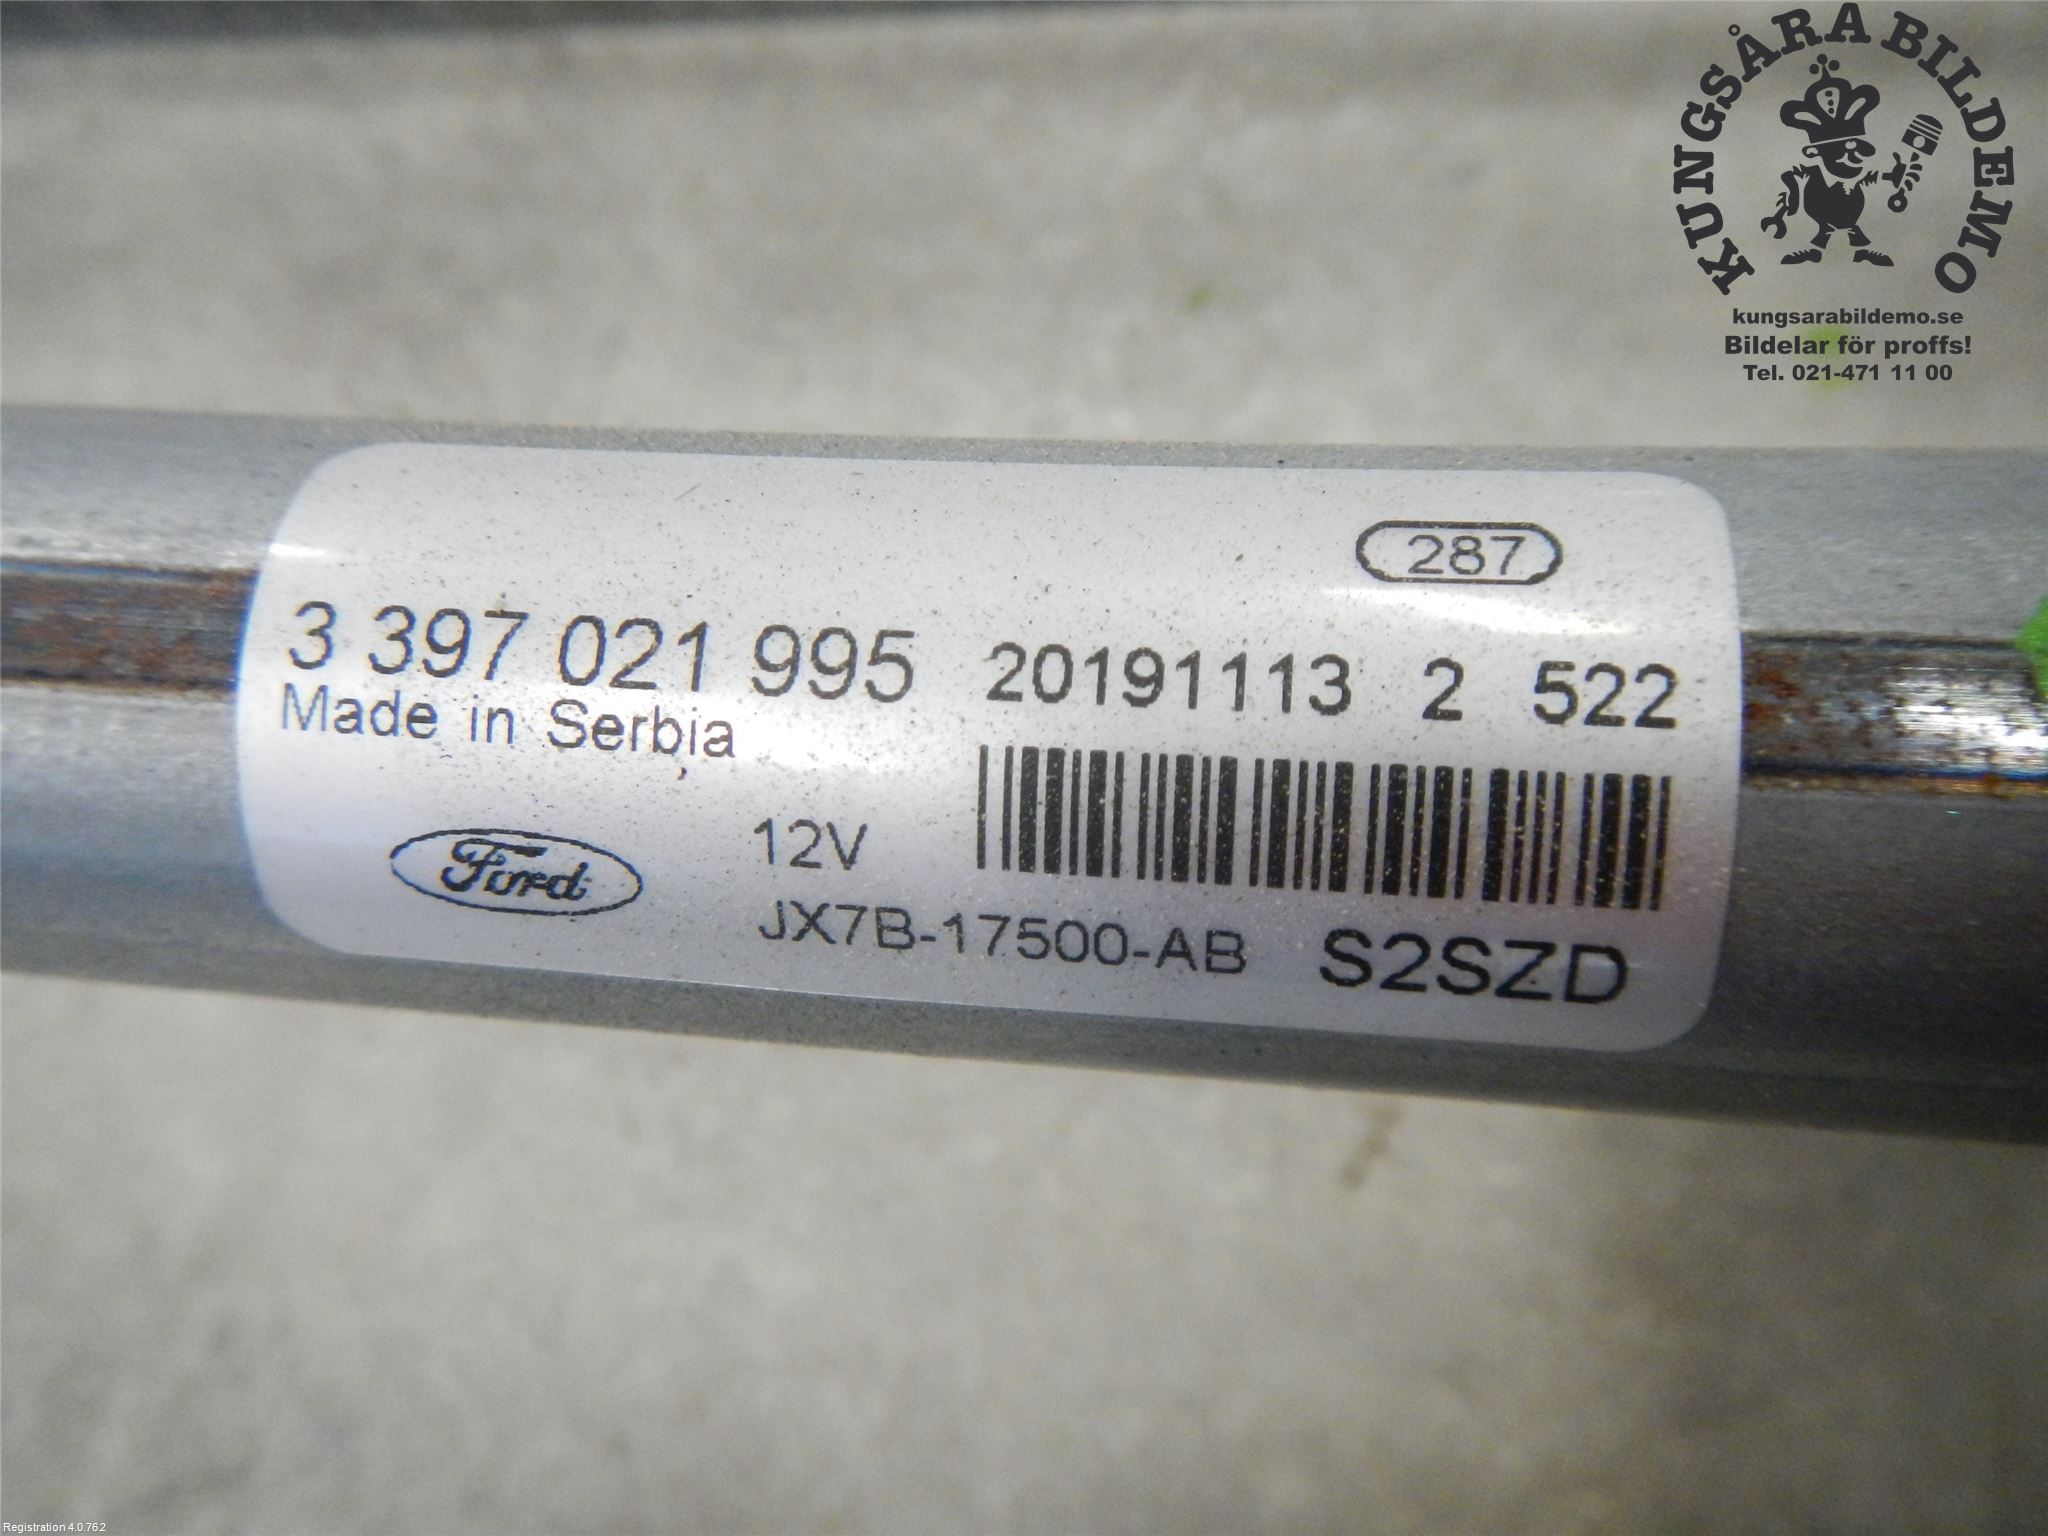 KUNGSÅRA BILDEMO
kungsarabildemo.se
Bildelar för proffs!
Tel. 021-471 11 00
287
3 397 021 995 20191113 2 522
Made in Serbia
Ford
12V
JX7B-17500-AB S2SZD
Registration 4.0.762